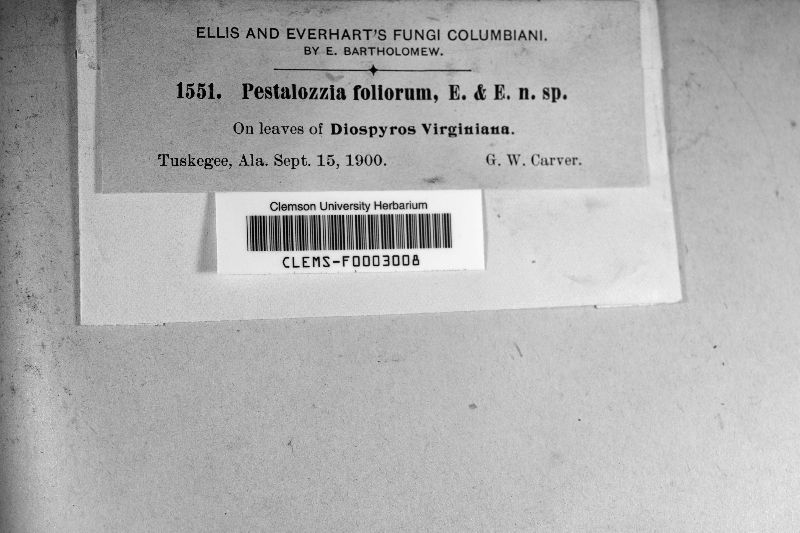 ELLIS AND EVERHART'S FUNGI COLUMBIANI.
BY E. BARTHOLOMEW.
1551. Pestalozzia foliorum, E. & E. n. sp.
On leaves of Diospyros Virginiana.
Tuskegee, Ala. Sept. 15, 1900. G. W. Carver.
Clemson University Herbarium
CLEMS-F0003008